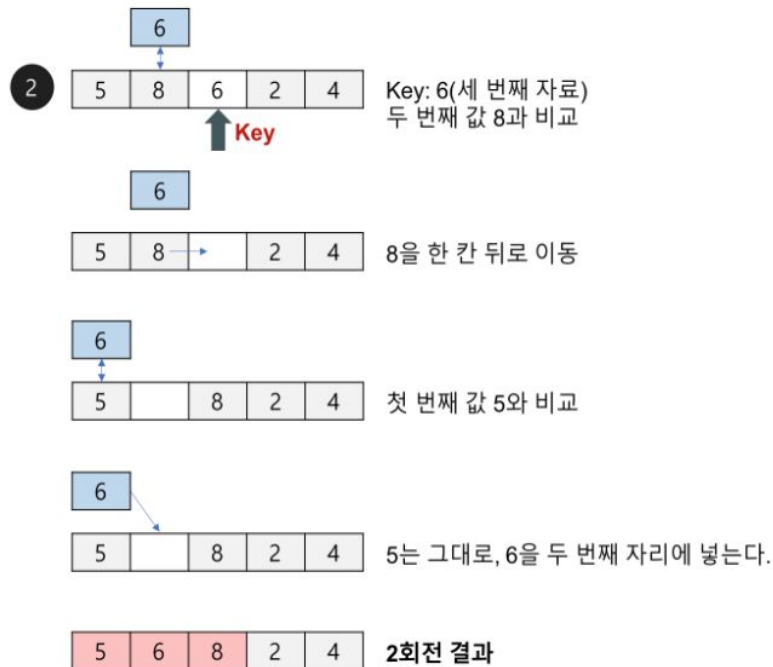 6
2
5 8 6 2 4
Key: 6(세 번째 자료)
두 번째 값 8과 비교
Key
6
5 8 2 4
8을 한 칸 뒤로 이동
6
5 8 2 4
첫 번째 값 5와 비교
6
5 8 2 4
5는 그대로, 6을 두 번째 자리에 넣는다.
5 6 8 2 4
2회전 결과